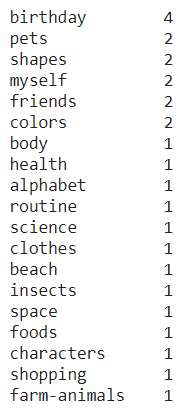 birthday 4
pets 2
shapes 2
myself 2
friends 2
colors 2
body 1
health 1
alphabet 1
routine 1
science 1
clothes 1
beach 1
insects 1
space 1
foods 1
characters 1
shopping 1
farm-animals 1